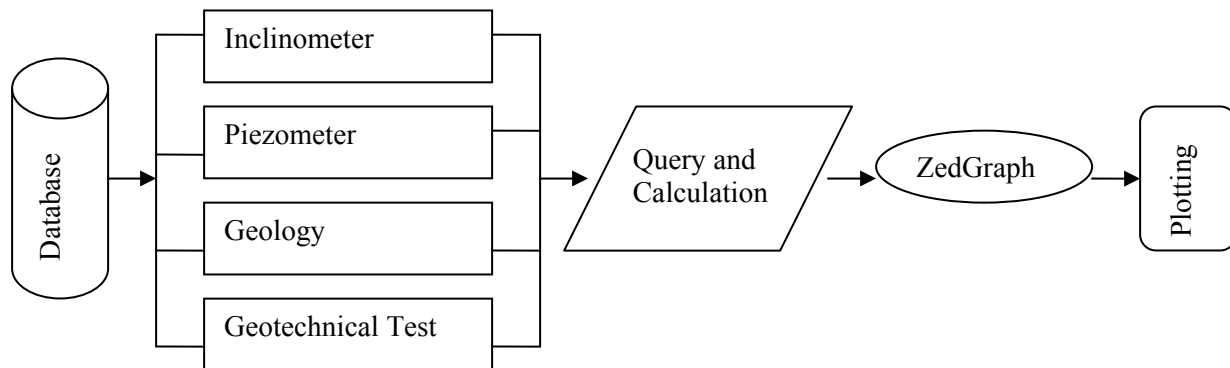 Database
Inclinometer
Piezometer
Geology
Geotechnical Test
Query and
Calculation
ZedGraph
Plotting